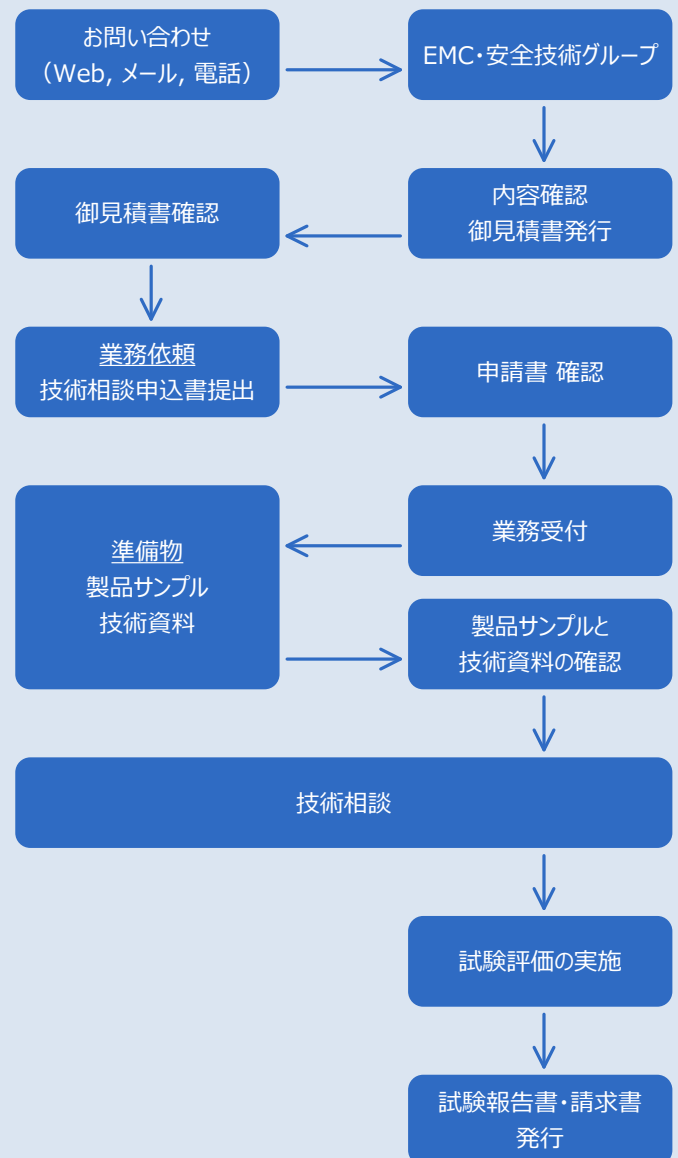 お問い合わせ
（Web, メール, 電話）
EMC・安全技術グループ
内容確認
御見積書発行
御見積書確認
業務依頼
技術相談申込書提出
申請書 確認
業務受付
準備物
製品サンプル
技術資料
製品サンプルと
技術資料の確認
技術相談
試験評価の実施
試験報告書・請求書
発行